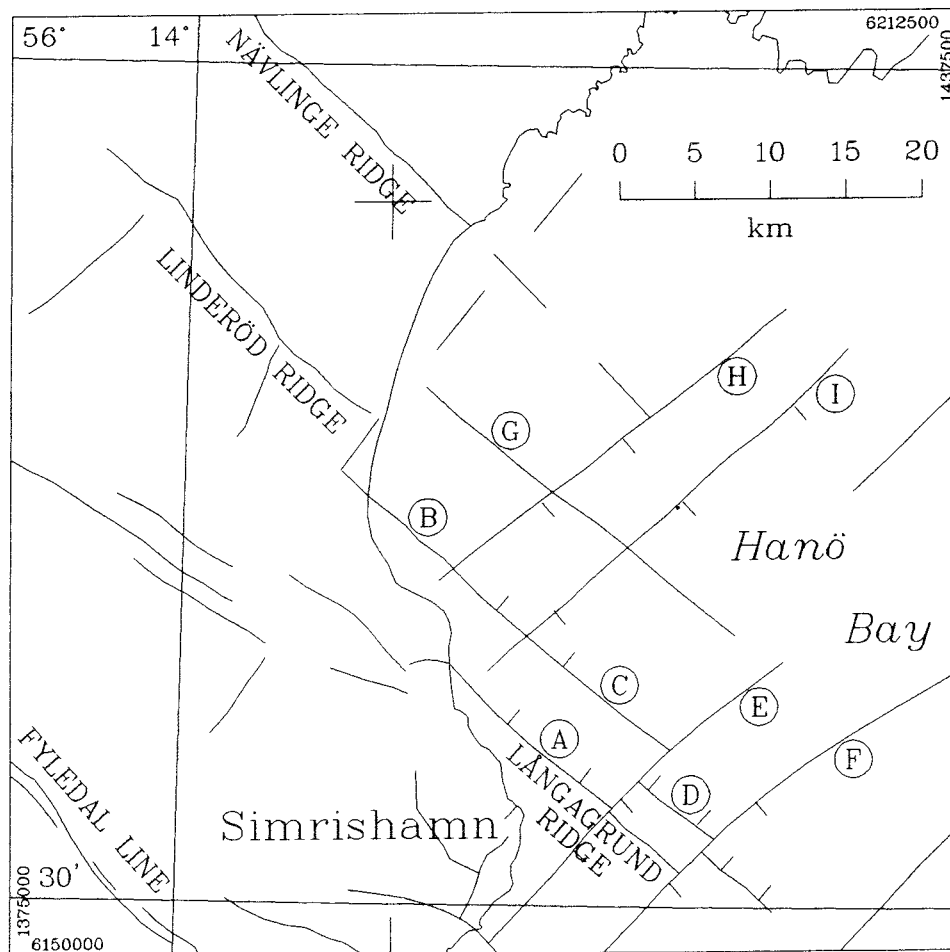 56° 14°
6212500
1437500
NÄVLINGE RIDGE
0 5 10 15 20
km
LINDERÖD RIDGE
H
I
G
B
Hanö
Bay
C
E
A
F
D
LÅNGAGRUND
RIDGE
FYLEDAL LINE
Simrishamn
30'
1375000
6150000